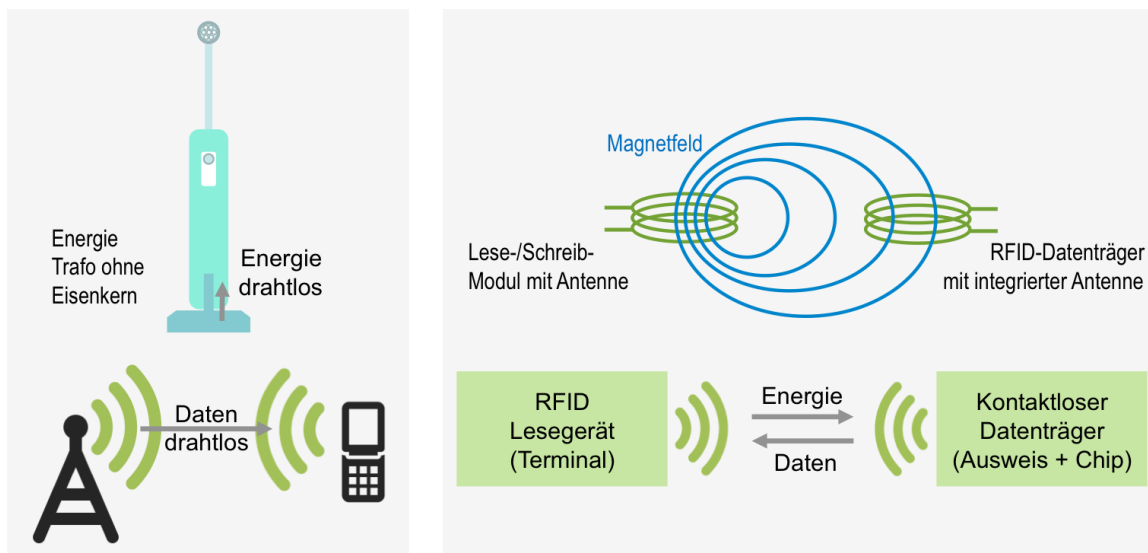 Energie
Trafo ohne
Eisenkern
Energie
drahtlos
Daten
drahtlos
Magnetfeld
Lese-/Schreib-
Modul mit Antenne
RFID-Datenträger
mit integrierter Antenne
RFID
Lesegerät
(Terminal)
Energie
Daten
Kontaktloser
Datenträger
(Ausweis + Chip)